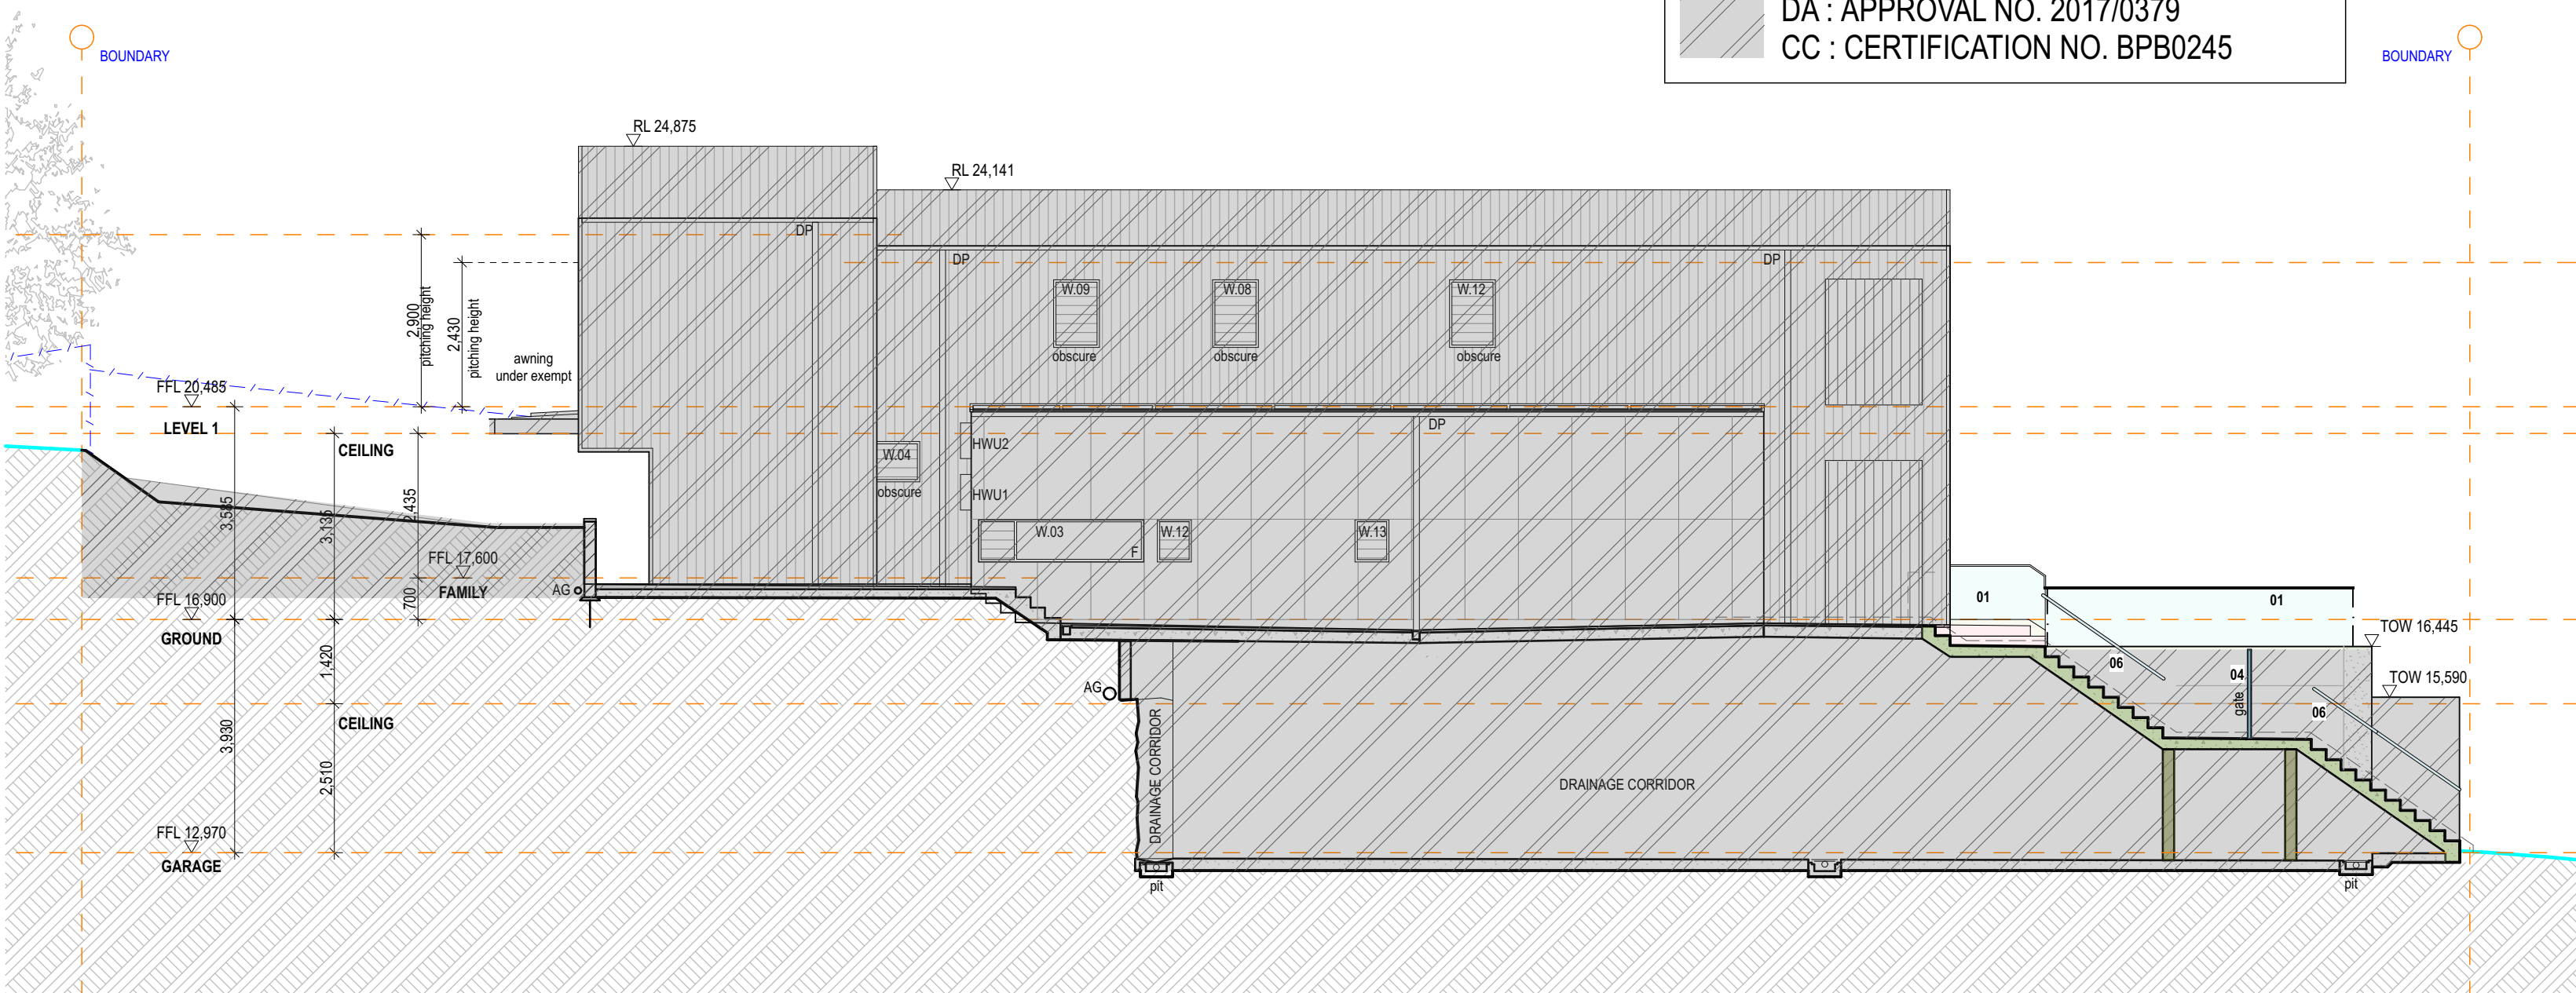 DA : APPROVAL NO. 2017/0379
CC : CERTIFICATION NO. BPB0245
BOUNDARY
BOUNDARY
RL 24,875
RL 24,141
DP
DP
DP
W.09
W.08
W.12
obscure
obscure
obscure
2,900
pitching height
2,430
pitching height
awning
under exempt
FFL 20,485
LEVEL 1
CEILING
DP
HWU2
W.04
obscure
HWU1
3,585
3,135
2,435
W.03
F
W.12
W.13
FFL 17,600
FAMILY
AG
700
FFL 16,900
GROUND
01
01
TOW 16,445
06
04
gate
TOW 15,590
06
1,420
AG
CEILING
3,930
2,510
DRAINAGE CORRIDOR
DRAINAGE CORRIDOR
FFL 12,970
GARAGE
pit
pit